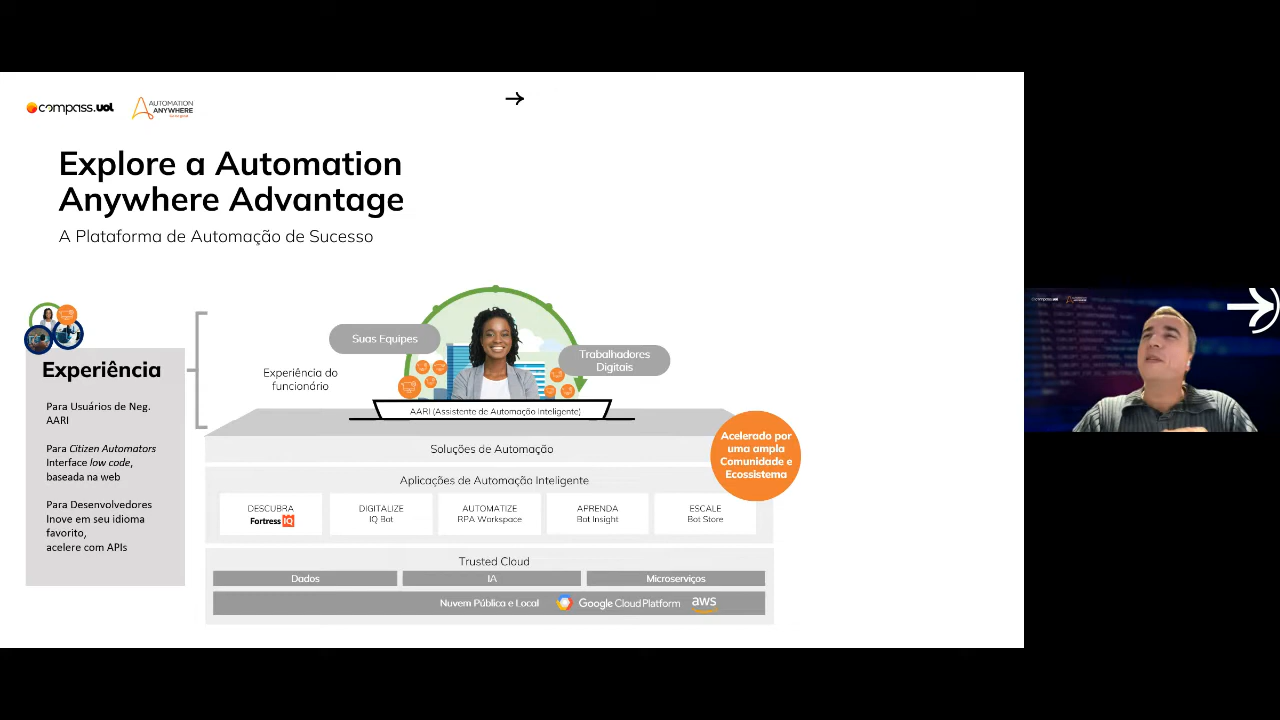 compass.uol
AUTOMATION
ANYWHERE
Explore a Automation
Anywhere Advantage
A Plataforma de Automação de Sucesso
Experiência
Para Usuários de Neg.
AARI
Para Citizen Automators
Interface low code,
baseada na web
Para Desenvolvedores
Inove em seu idioma
favorito,
acelere com APIs
Suas Equipes
Trabalhadores
Digitais
Experiência do
funcionário
AARI (Assistente de Automação Inteligente)
Soluções de Automação
Acelerado por
uma ampla
Comunidade e
Ecossistema
Aplicações de Automação Inteligente
DESCUBRA
FortressIQ
DIGITALIZE
IQ Bot
AUTOMATIZE
RPA Workspace
APRENDA
Bot Insight
ESCALE
Bot Store
Trusted Cloud
Dados
IA
Microserviços
Nuvem Pública e Local
Google Cloud Platform
aws